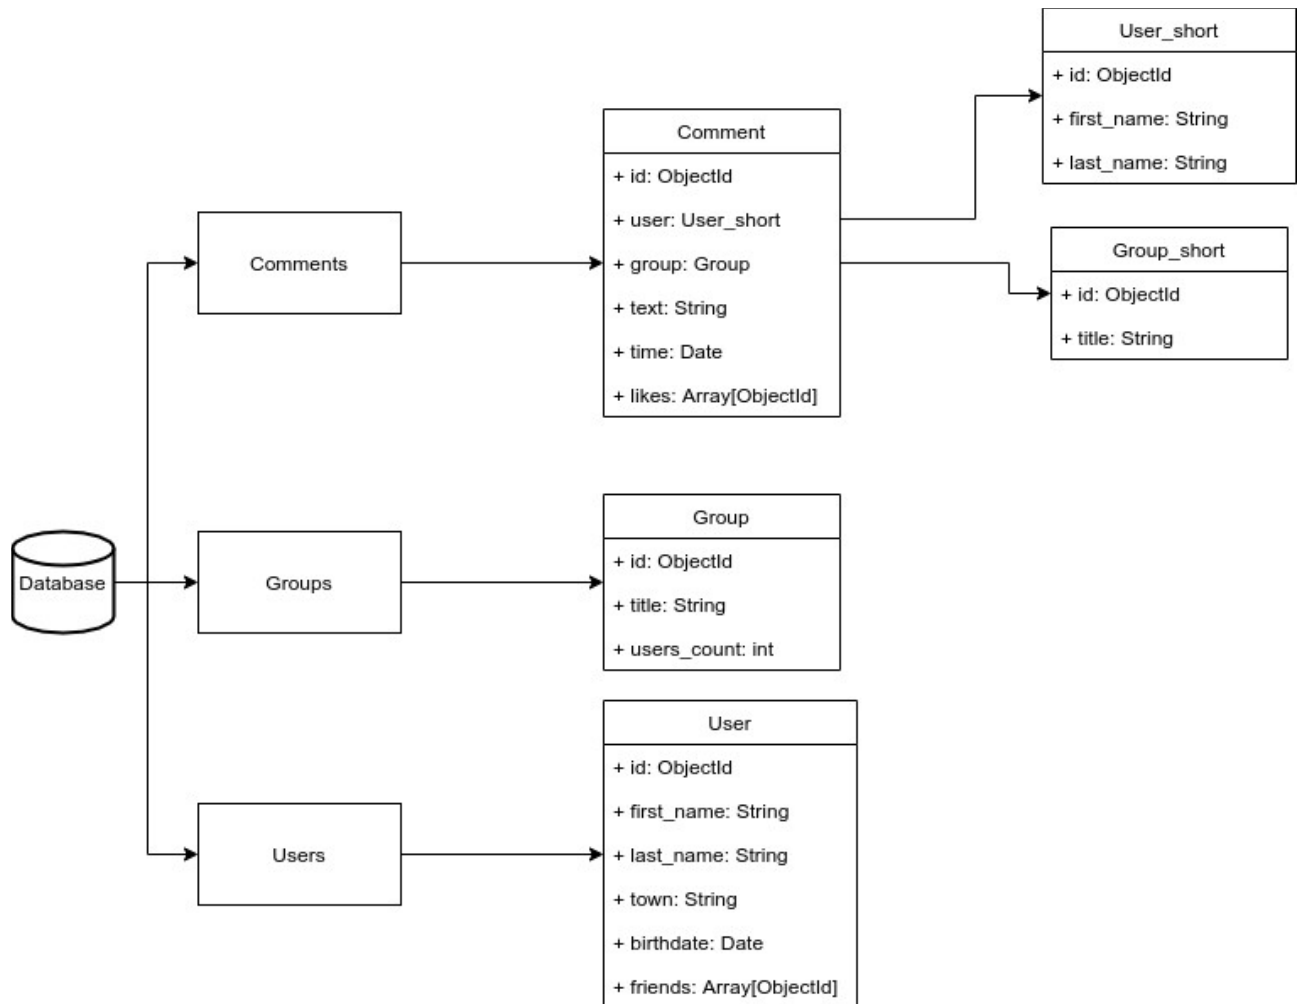 User_short
+ id: ObjectId
+ first_name: String
+ last_name: String
Comment
+ id: ObjectId
+ user: User_short
+ group: Group
+ text: String
+ time: Date
+ likes: Array[ObjectId]
Group_short
+ id: ObjectId
+ title: String
Comments
Database
Groups
Group
+ id: ObjectId
+ title: String
+ users_count: int
Users
User
+ id: ObjectId
+ first_name: String
+ last_name: String
+ town: String
+ birthdate: Date
+ friends: Array[ObjectId]